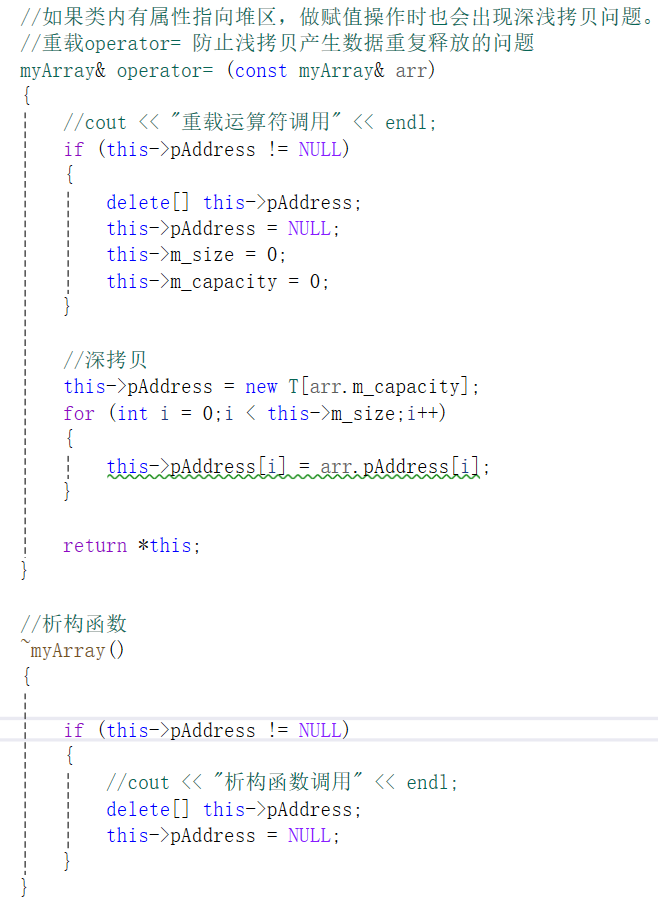 //如果类内有属性指向堆区，做赋值操作时也会出现深浅拷贝问题。
//重载operator= 防止浅拷贝产生数据重复释放的问题
myArray& operator= (const myArray& arr)
{
    //cout << "重载运算符调用" << endl;
    if (this->pAddress != NULL)
    {
        delete[] this->pAddress;
        this->pAddress = NULL;
        this->m_size = 0;
        this->m_capacity = 0;
    }

    //深拷贝
    this->pAddress = new T[arr.m_capacity];
    for (int i = 0;i < this->m_size;i++)
    {
        this->pAddress[i] = arr.pAddress[i];
    }

    return *this;
}

//析构函数
~myArray()
{

    if (this->pAddress != NULL)
    {
        //cout << "析构函数调用" << endl;
        delete[] this->pAddress;
        this->pAddress = NULL;
    }
}